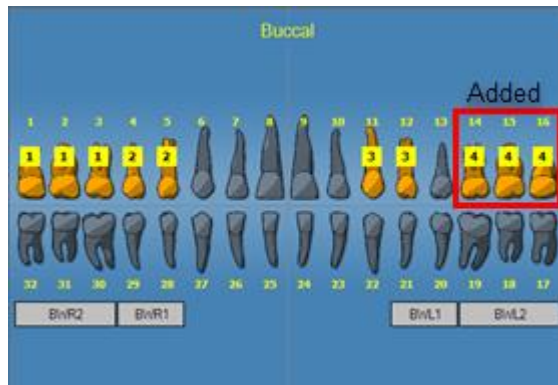 Buccal
Added
1 2 3 4 5 6 7 8 9 10 11 12 13 14 15 16
1 1 1 2 2 3 3 4 4 4
32 31 30 29 28 27 26 25 24 23 22 21 20 19 18 17
BWR2 BWR1 BWL1 BWL2